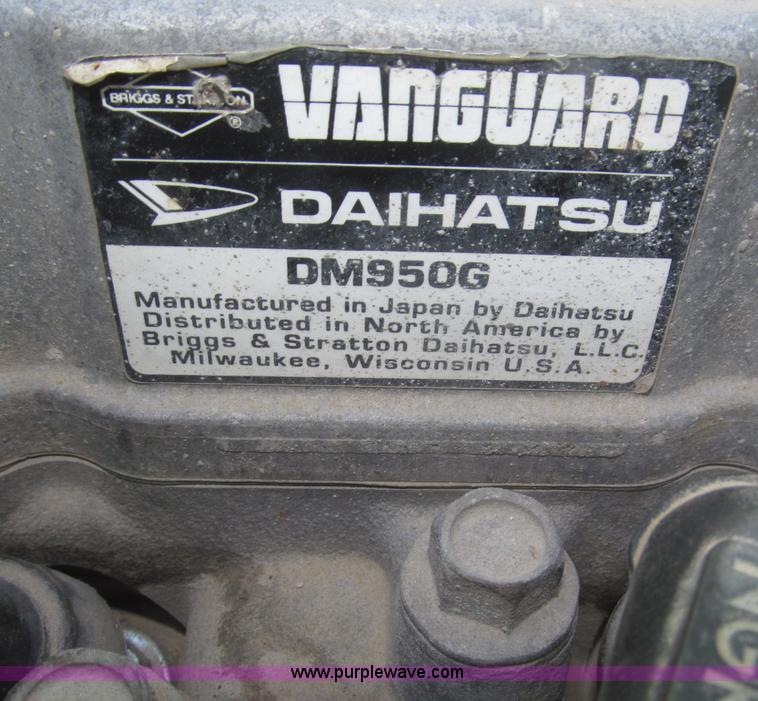 BRIGGS & STRATTON
®
VANGUARD
DAIHATSU
DM950G
Manufactured in Japan by Daihatsu
Distributed in North America by
Briggs & Stratton Daihatsu, L.L.C.
Milwaukee, Wisconsin U.S.A.
NGK
www.purplewave.com